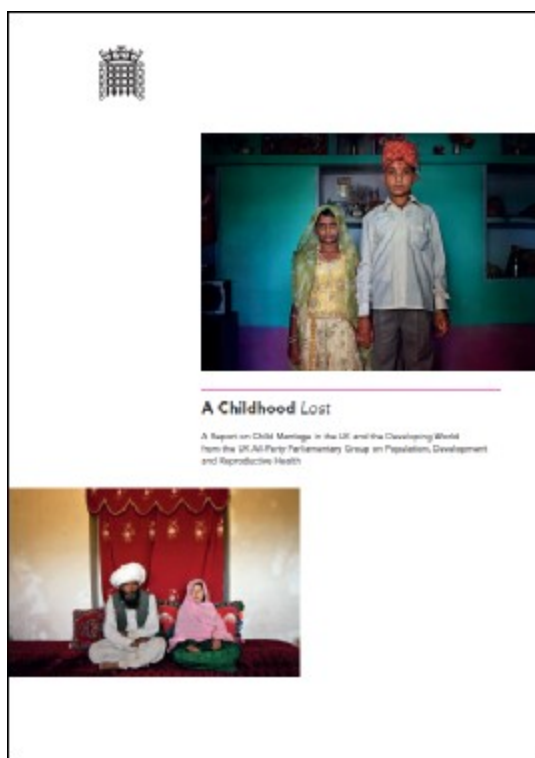 A Childhood Lost
A Report on Child Marriage in the UK and the Developing World
from the UK All-Party Parliamentary Group on Population, Development
and Reproductive Health